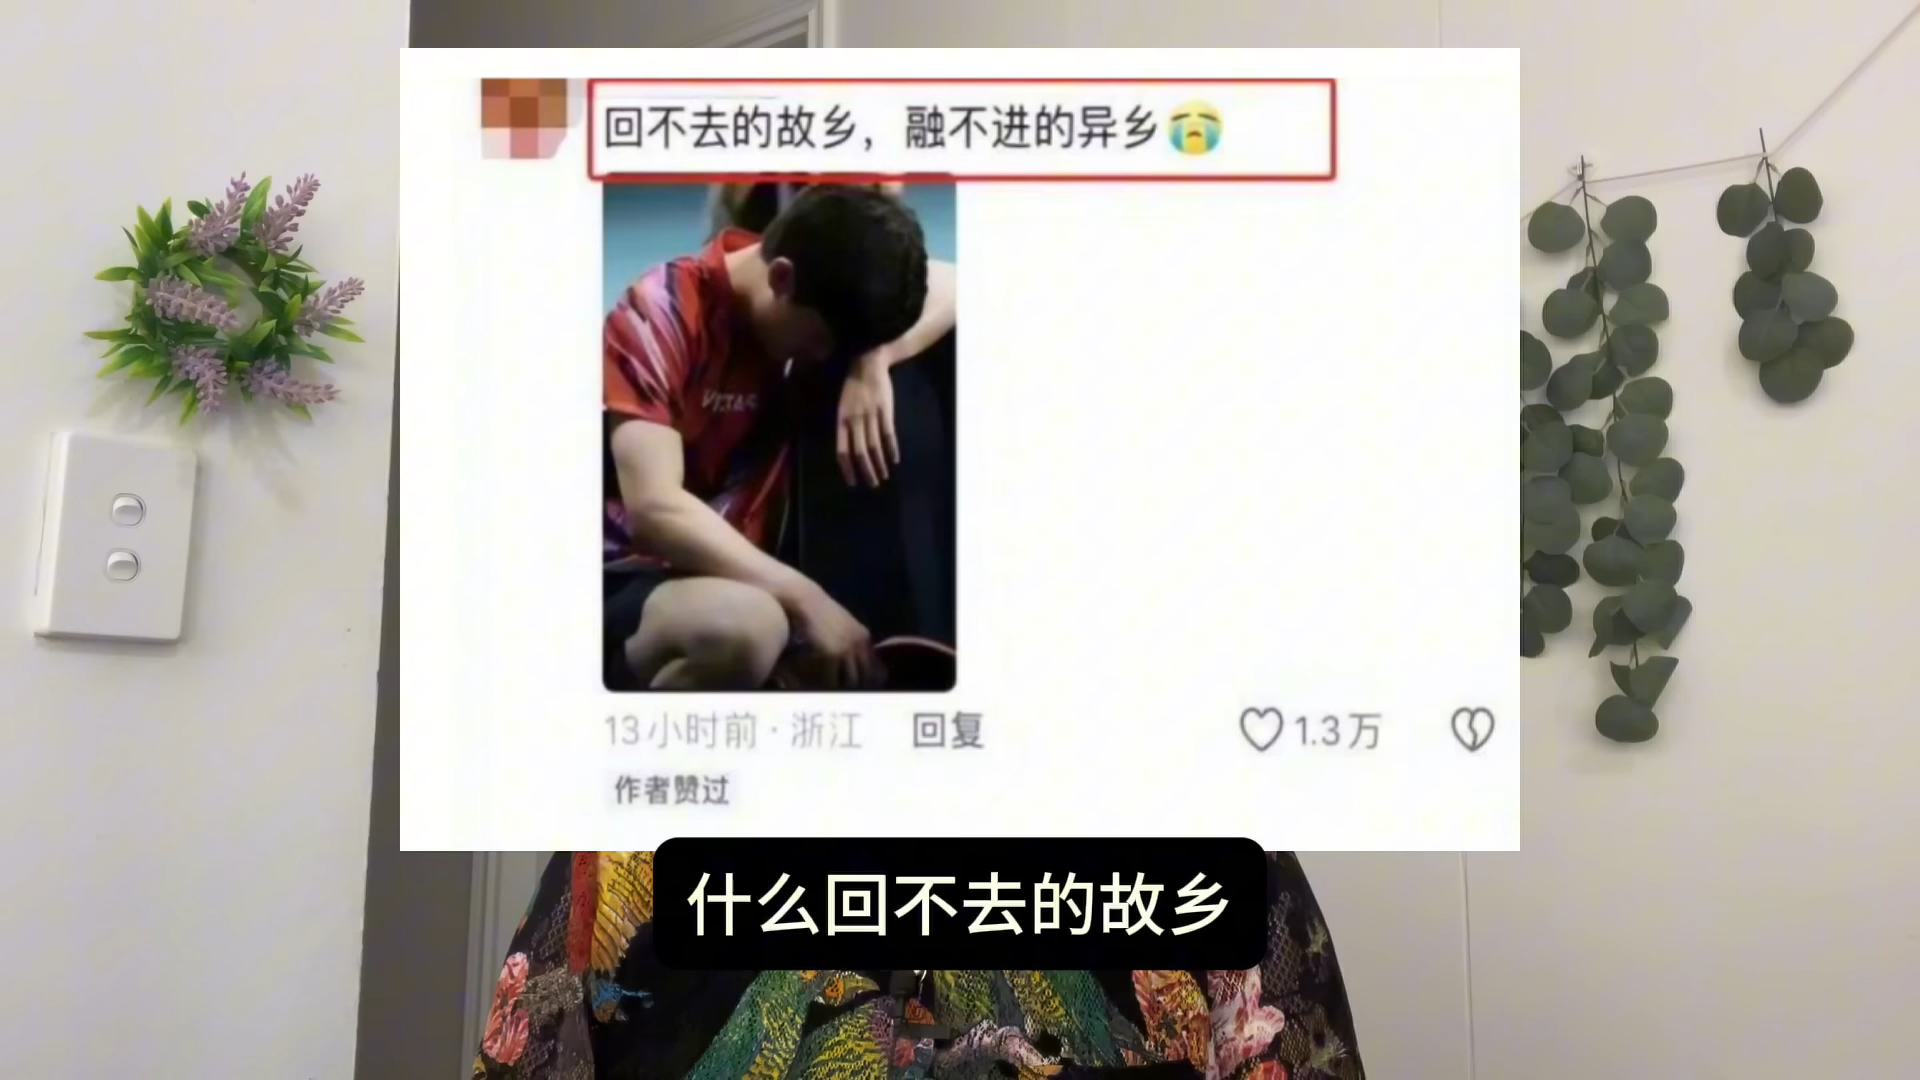 回不去的故乡，融不进的异乡😭
13小时前·浙江 回复 1.3万
作者赞过
什么回不去的故乡